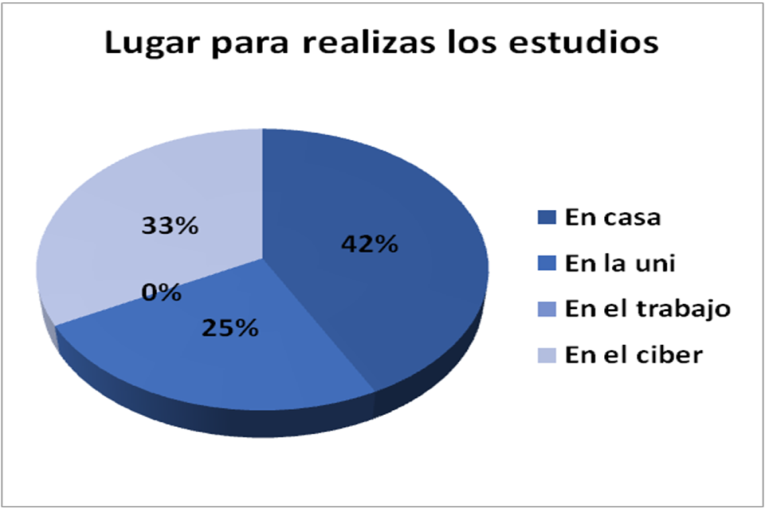 Lugar para realizas los estudios
33%
42%
0%
25%
En casa
En la uni
En el trabajo
En el ciber